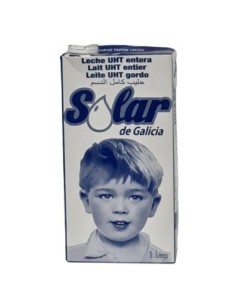 Leche UHT entera
Lait UHT entier
Leite UHT gordo
حليب كامل الدسم
Solar
de Galicia
1 litro